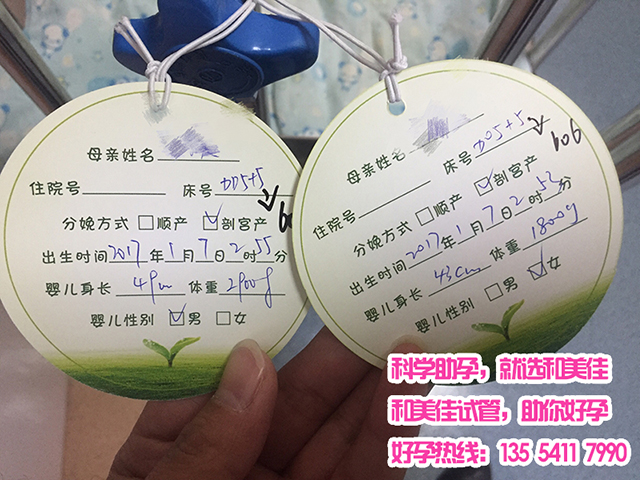 母亲姓名
住院号 床号 D05+5
分娩方式 □顺产 ☑剖宫产
出生时间 2017 年 1 月 7 日 2 时 55 分
婴儿身长 49cm 体重 2900g
婴儿性别 ☑男 □女
母亲姓名
住院号 床号 D05+5 606
分娩方式 □顺产 ☑剖宫产
出生时间 2017 年 1 月 7 日 2 时 52 分
婴儿身长 43cm 体重 1800g
婴儿性别 □男 ☑女
科学助孕,就选和美佳
和美佳试管,助你好孕
好孕热线:135 5411 7990